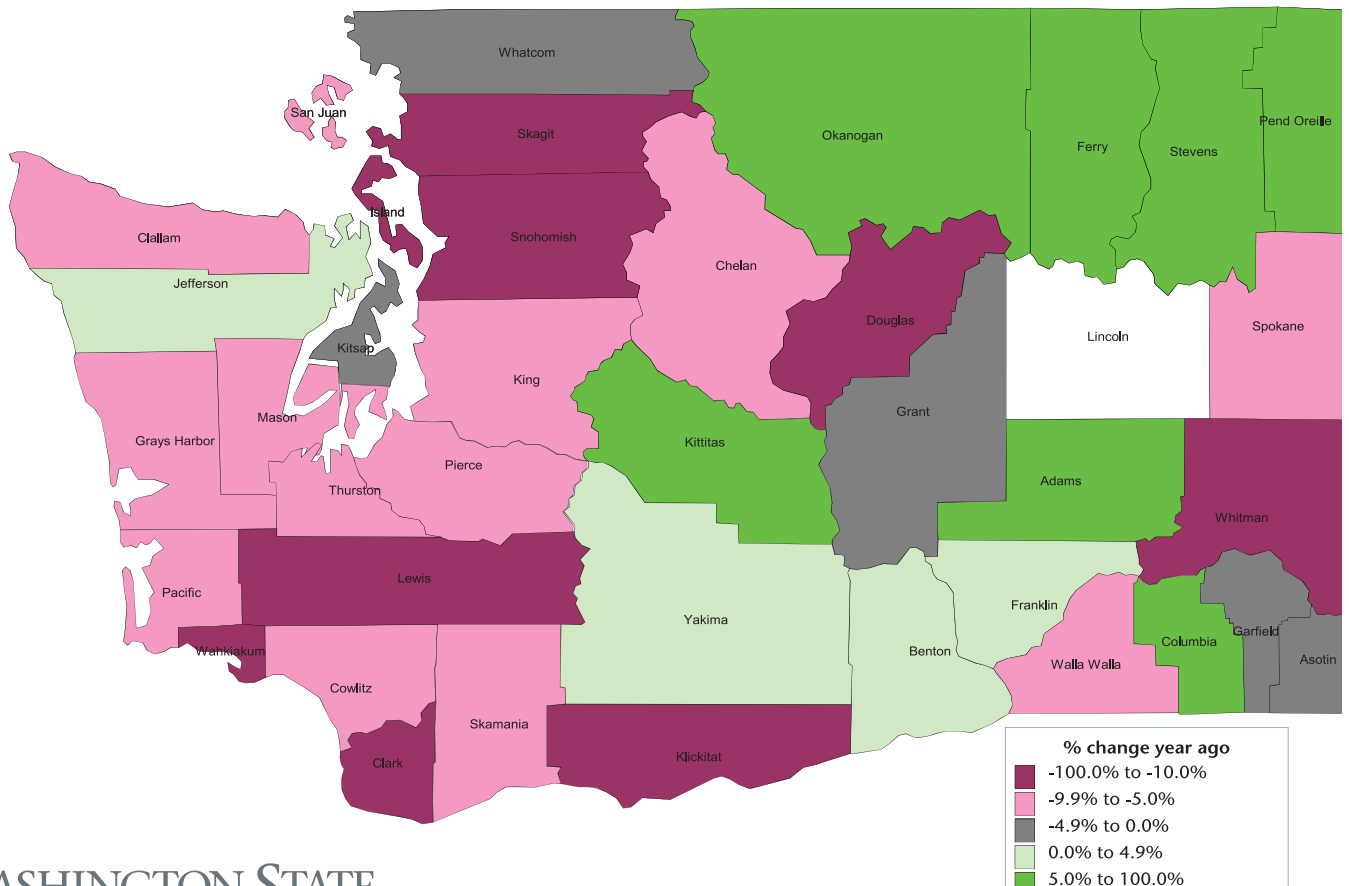 Whatcom
San Juan
Skagit
Okanogan
Ferry
Stevens
Pend Oreille
Island
Clallam
Snohomish
Chelan
Jefferson
Douglas
Lincoln
Spokane
Kitsap
King
Grant
Mason
Grays Harbor
Kittitas
Pierce
Thurston
Adams
Whitman
Lewis
Pacific
Yakima
Franklin
Wahkiakum
Benton
Walla Walla
Columbia
Garfield
Asotin
Cowlitz
Skamania
Clark
Klickitat
% change year ago
-100.0% to -10.0%
-9.9% to -5.0%
-4.9% to 0.0%
0.0% to 4.9%
5.0% to 100.0%
ASHINGTON STATE